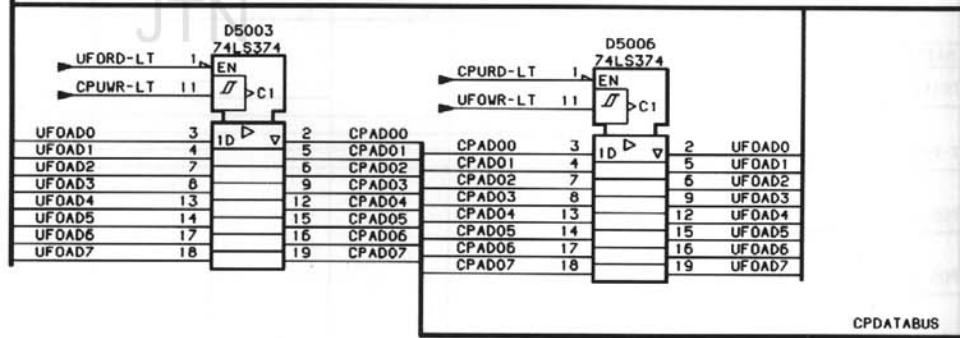 JTN
D5003
74LS374
UFORD-LT 1 EN
CPUWR-LT 11 C1
UFOAD0 3 1D 2 CPAD00
UFOAD1 4 5 CPAD01
UFOAD2 7 6 CPAD02
UFOAD3 8 9 CPAD03
UFOAD4 13 12 CPAD04
UFOAD5 14 15 CPAD05
UFOAD6 17 16 CPAD06
UFOAD7 18 19 CPAD07
D5006
74LS374
CPURD-LT 1 EN
UFOWR-LT 11 C1
CPAD00 3 1D 2 UFOAD0
CPAD01 4 5 UFOAD1
CPAD02 7 6 UFOAD2
CPAD03 8 9 UFOAD3
CPAD04 13 12 UFOAD4
CPAD05 14 15 UFOAD5
CPAD06 17 16 UFOAD6
CPAD07 18 19 UFOAD7
CPDATABUS